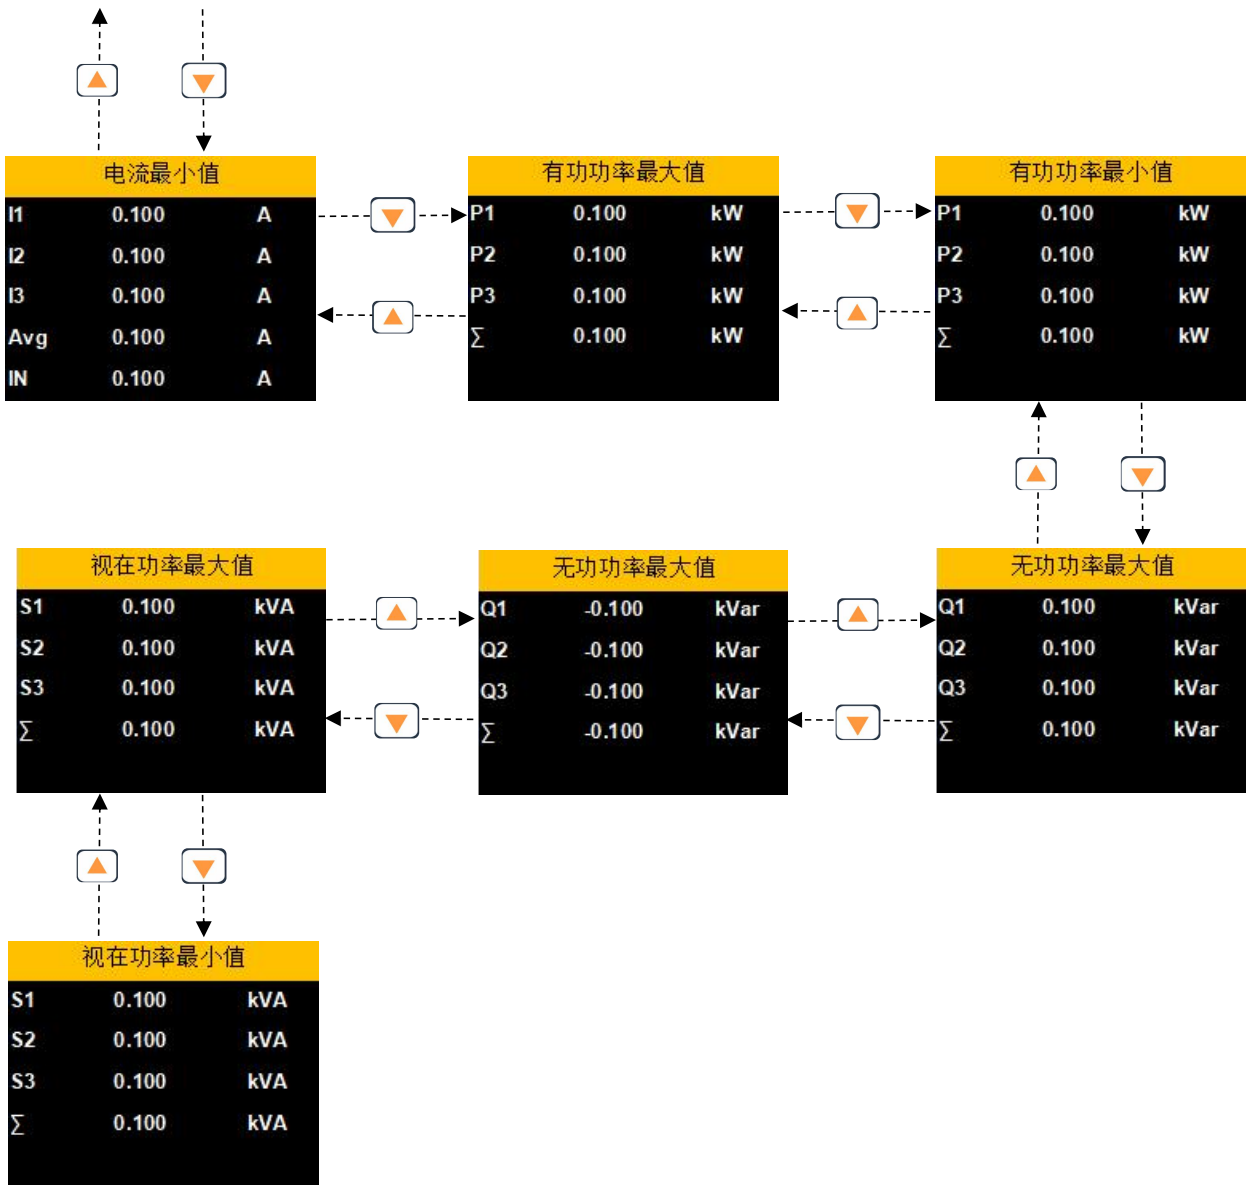 电流最小值
I1 0.100 A
I2 0.100 A
I3 0.100 A
Avg 0.100 A
IN 0.100 A
有功功率最大值
P1 0.100 kW
P2 0.100 kW
P3 0.100 kW
∑ 0.100 kW
有功功率最小值
P1 0.100 kW
P2 0.100 kW
P3 0.100 kW
∑ 0.100 kW
视在功率最大值
S1 0.100 kVA
S2 0.100 kVA
S3 0.100 kVA
∑ 0.100 kVA
无功功率最大值
Q1 -0.100 kVar
Q2 -0.100 kVar
Q3 -0.100 kVar
∑ -0.100 kVar
无功功率最大值
Q1 0.100 kVar
Q2 0.100 kVar
Q3 0.100 kVar
∑ 0.100 kVar
视在功率最小值
S1 0.100 kVA
S2 0.100 kVA
S3 0.100 kVA
∑ 0.100 kVA